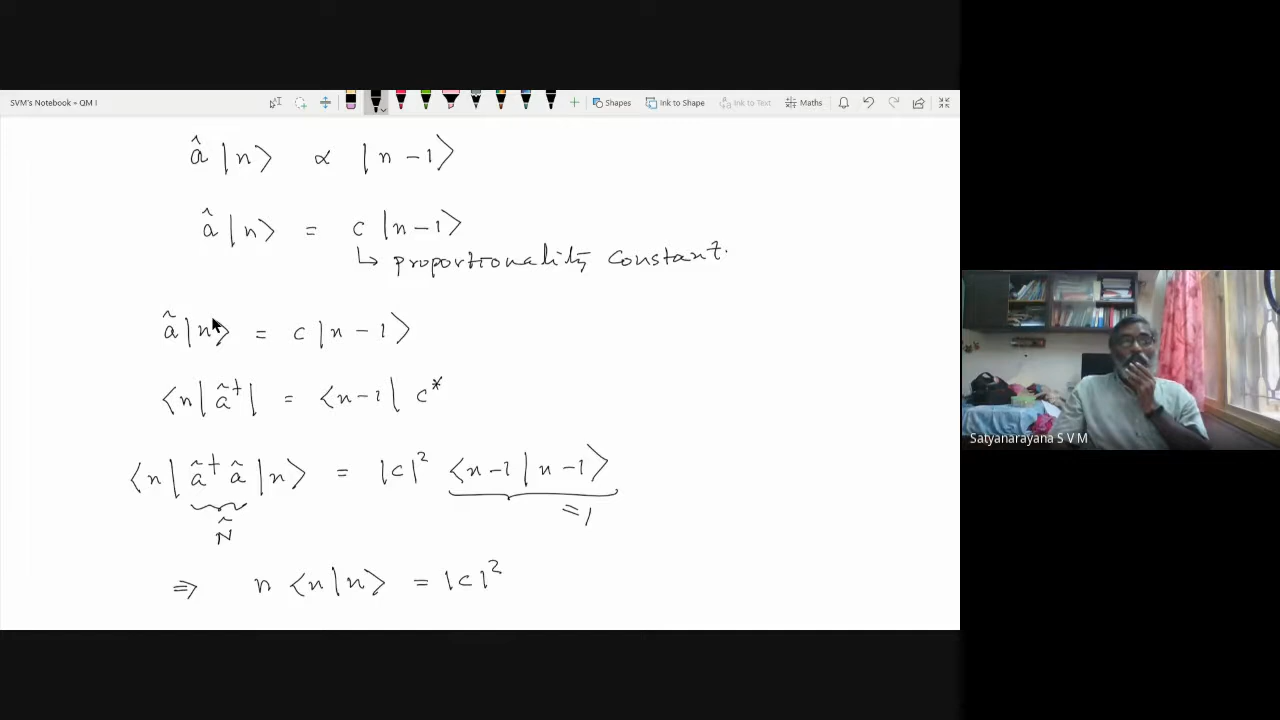 SVM's Notebook – QM I
Shapes Ink to Shape Ink to Text Maths
â |n⟩ ∝ |n −1⟩
â |n⟩ = c |n−1⟩
↳ proportionality constant.
â|n⟩ = c |n − 1⟩
⟨n| â† | = ⟨n−1| c*
⟨n| â† â |n⟩ = |c|² ⟨n−1 | n −1⟩
N̂ =1
⇒ n ⟨n|n⟩ = |c|²
Satyanarayana S V M